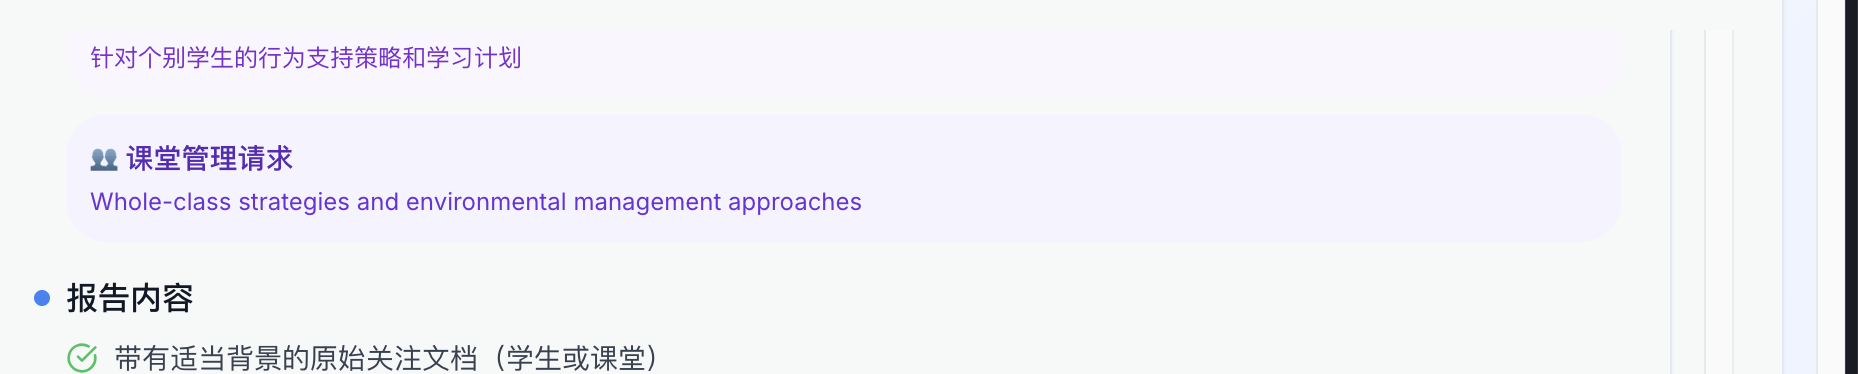 针对个别学生的行为支持策略和学习计划
👥 课堂管理请求
Whole-class strategies and environmental management approaches
报告内容
带有适当背景的原始关注文档（学生或课堂）